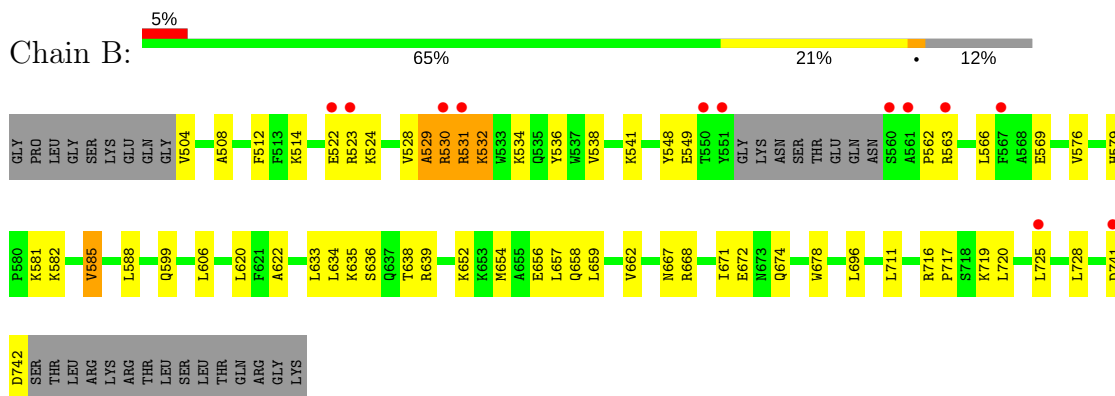 5%
Chain B:
65% 21% • 12%
GLY PRO LEU GLY SER LYS GLU GLN GLY V504 A508 F512 F513 K514 E522 R523 K524 V528 A529 R530 R531 K532 W533 K534 Q535 Y536 W537 V538 K541 Y548 E549 T550 Y551 GLY LYS ASN SER THR GLU GLN ASN S560 A561 P562 R563 L566 F567 A568 E569 V576 H579
P580 K581 K582 V585 L588 Q599 L606 L620 F621 A622 L633 L634 K635 S636 Q637 T638 R639 K652 K653 M654 A655 E656 L657 Q658 L659 V662 N667 R668 I671 E672 N673 Q674 W678 L696 L711 R716 P717 S718 K719 L720 L725 L728 D741
D742 SER THR LEU ARG LYS ARG THR LEU SER LEU THR GLN ARG GLY LYS